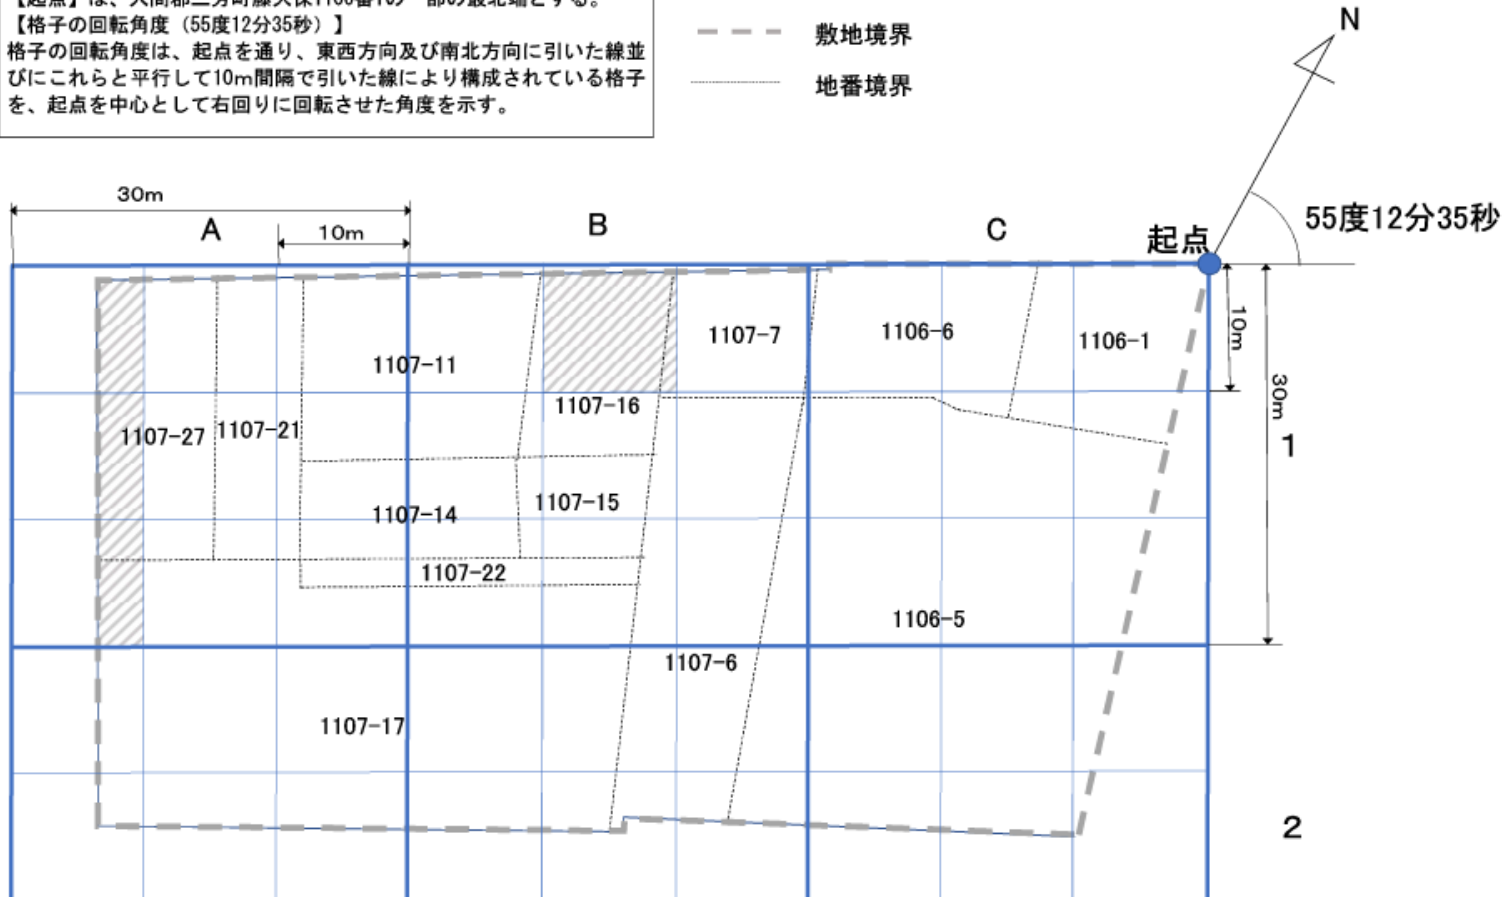 【格子の回転角度（55度12分35秒）】
格子の回転角度は、起点を通り、東西方向及び南北方向に引いた線並
びにこれらと平行して10m間隔で引いた線により構成されている格子
を、起点を中心として右回りに回転させた角度を示す。
敷地境界
地番境界
N
55度12分35秒
起点
30m
10m
A
B
C
10m
30m
1
2
1107-11
1107-7
1106-6
1106-1
1107-16
1107-27
1107-21
1107-14
1107-15
1107-22
1106-5
1107-6
1107-17